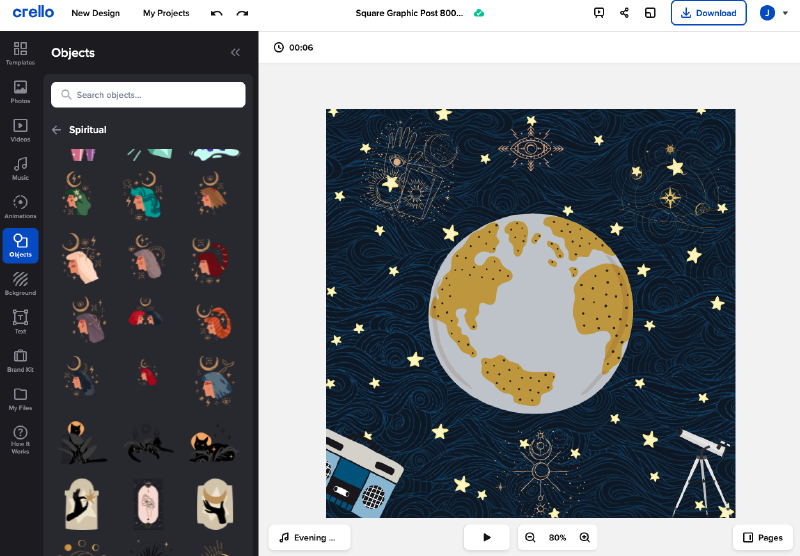 crello
New Design
My Projects
Square Graphic Post 800...
Download
J
Templates
Photos
Videos
Music
Animations
Objects
Bckground
Text
Brand Kit
My Files
How It
Works
Objects
Search objects...
Spiritual
00:06
Evening ...
80%
Pages